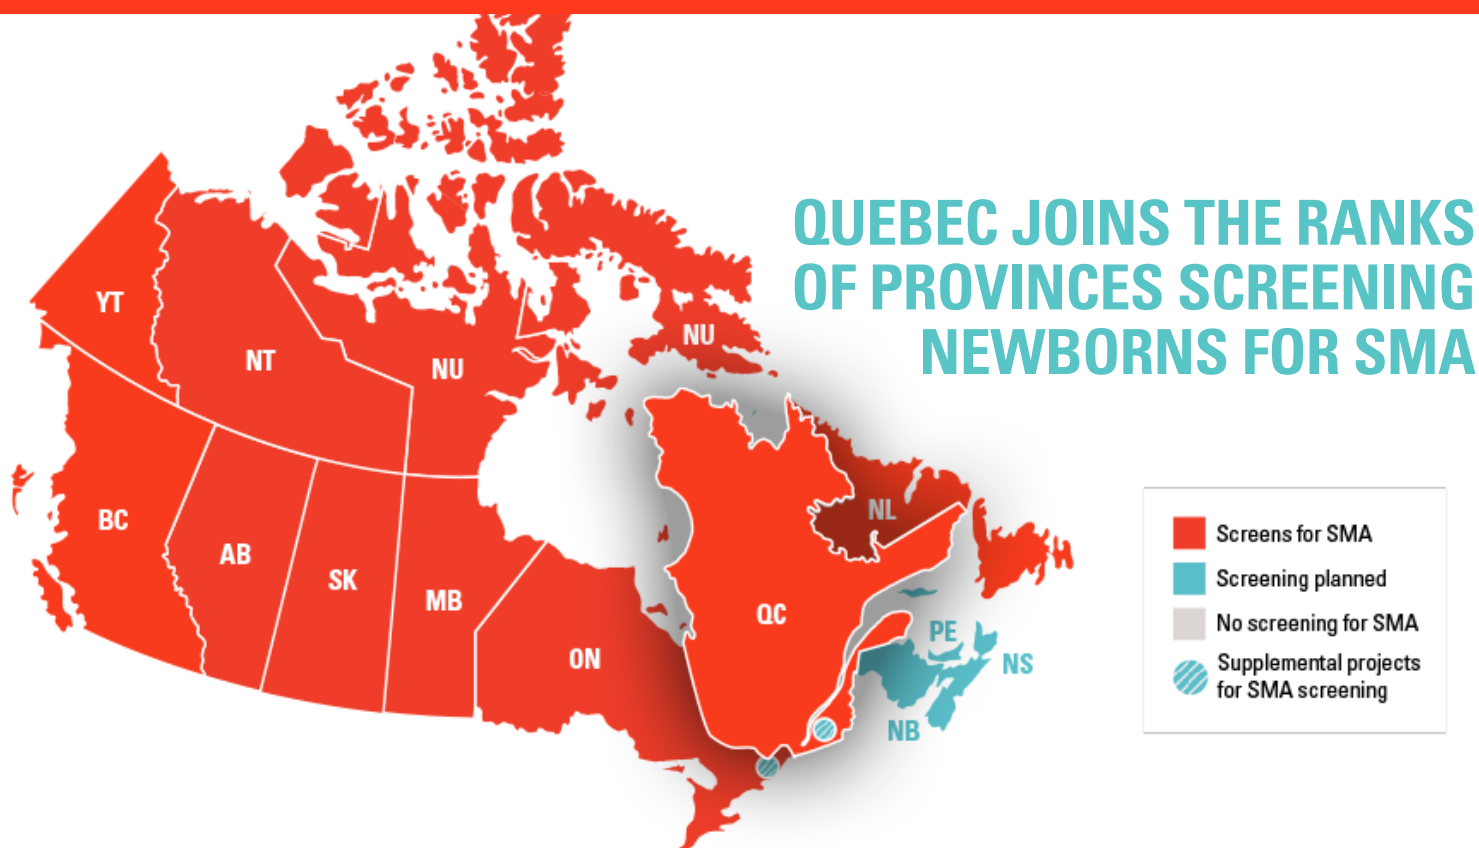 QUEBEC JOINS THE RANKS
OF PROVINCES SCREENING
NEWBORNS FOR SMA
YT
NT
NU
NU
BC
AB
SK
MB
ON
QC
NL
PE
NS
NB
Screens for SMA
Screening planned
No screening for SMA
Supplemental projects
for SMA screening